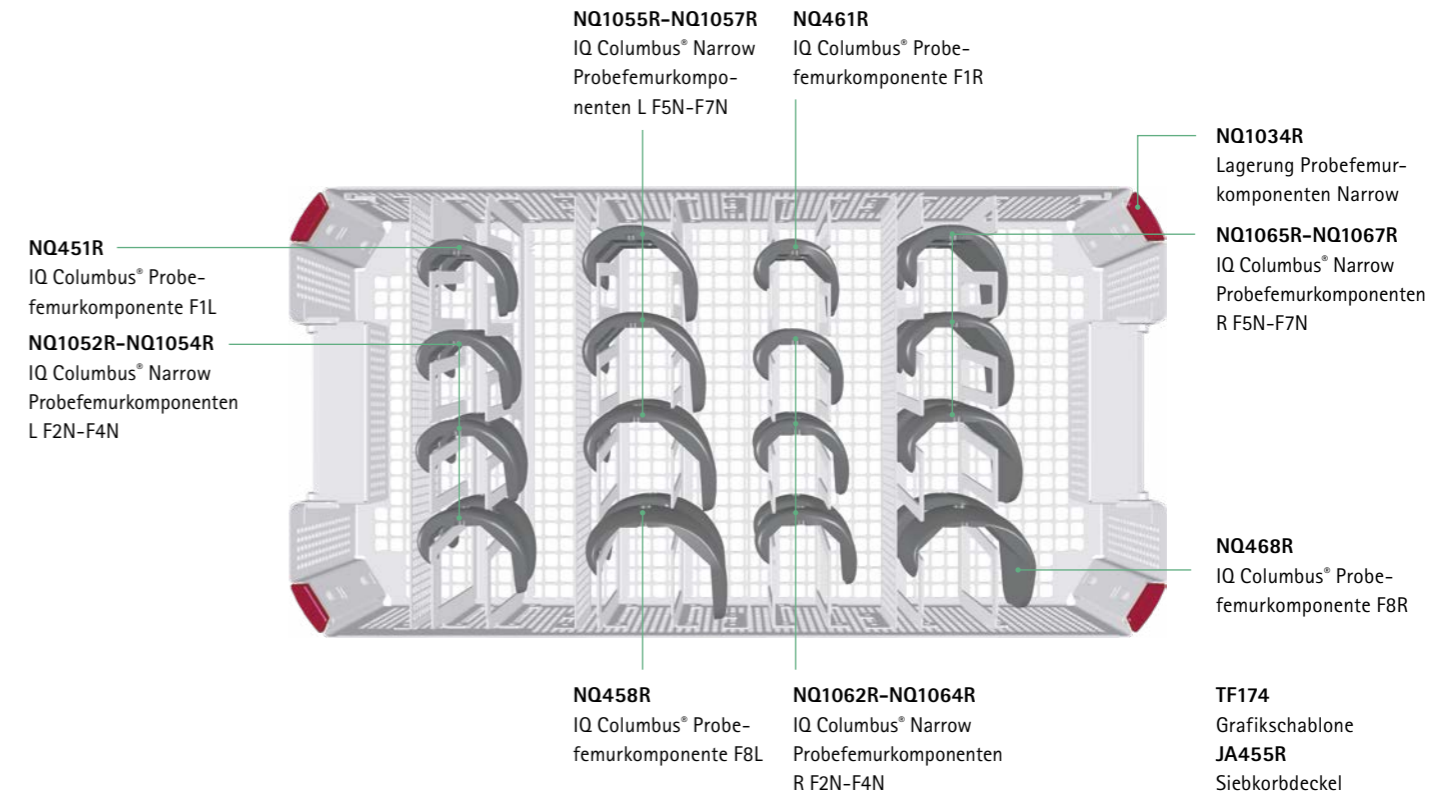 NQ1055R–NQ1057R
IQ Columbus® Narrow
Probefemurkompo-
nenten L F5N–F7N
NQ461R
IQ Columbus® Probe-
femurkomponente F1R
NQ1034R
Lagerung Probefemur-
komponenten Narrow
NQ1065R–NQ1067R
IQ Columbus® Narrow
Probefemurkomponenten
R F5N–F7N
NQ451R
IQ Columbus® Probe-
femurkomponente F1L
NQ1052R–NQ1054R
IQ Columbus® Narrow
Probefemurkomponenten
L F2N–F4N
NQ468R
IQ Columbus® Probe-
femurkomponente F8R
NQ458R
IQ Columbus® Probe-
femurkomponente F8L
NQ1062R–NQ1064R
IQ Columbus® Narrow
Probefemurkomponenten
R F2N–F4N
TF174
Grafikschablone
JA455R
Siebkorbdeckel